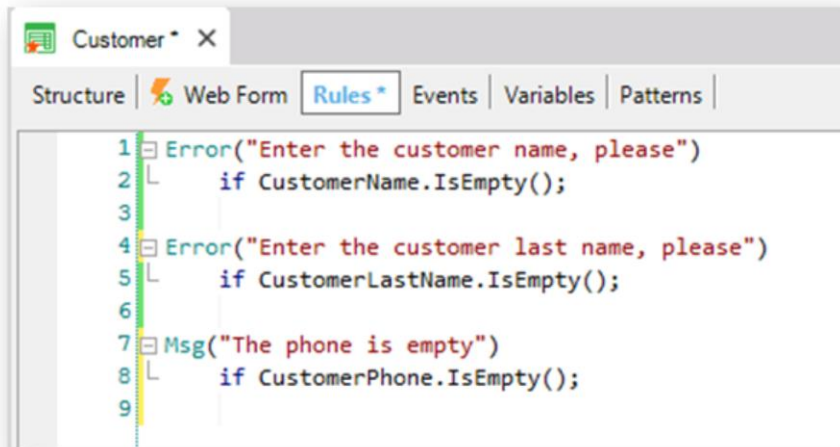 Customer *
Structure Web Form Rules * Events Variables Patterns
1 Error("Enter the customer name, please")
2 if CustomerName.IsEmpty();
3
4 Error("Enter the customer last name, please")
5 if CustomerLastName.IsEmpty();
6
7 Msg("The phone is empty")
8 if CustomerPhone.IsEmpty();
9